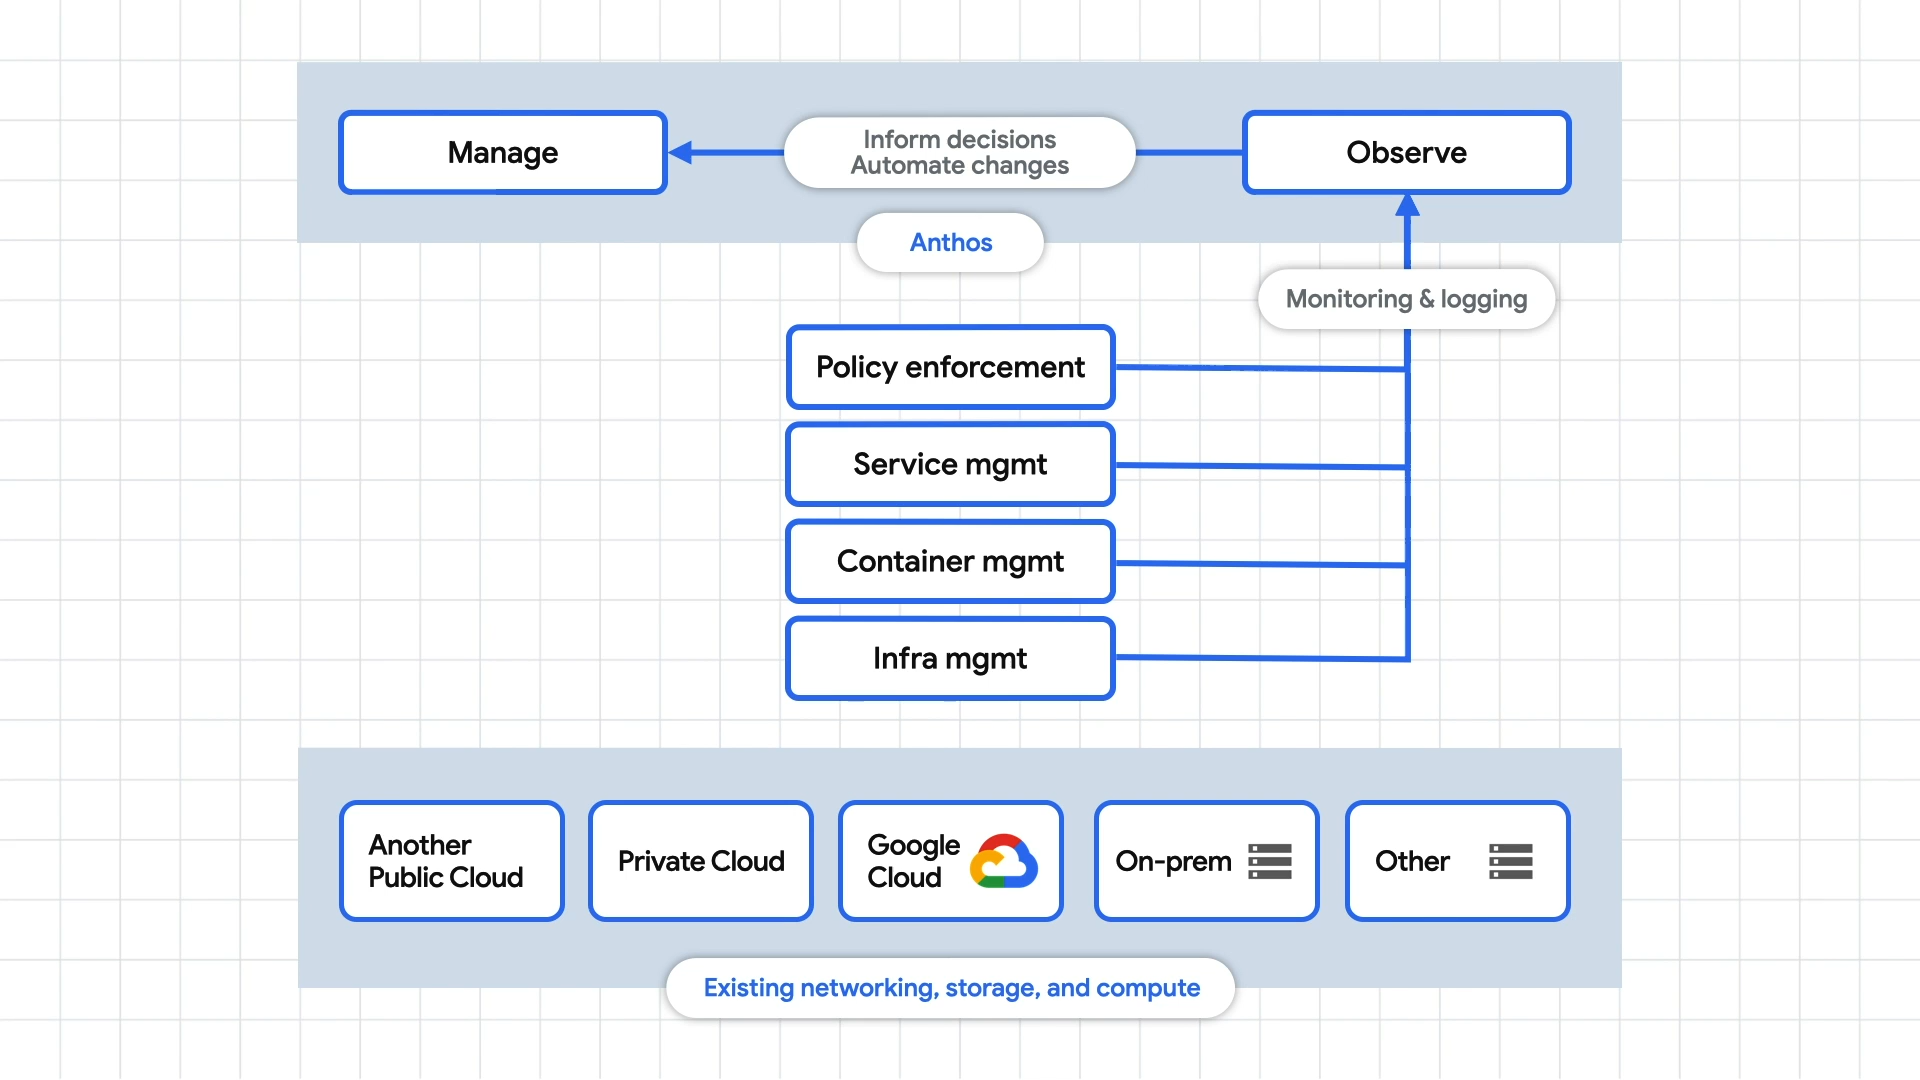 Manage
Inform decisions
Automate changes
Observe
Anthos
Monitoring & logging
Policy enforcement
Service mgmt
Container mgmt
Infra mgmt
Another
Public Cloud
Private Cloud
Google
Cloud
On-prem
Other
Existing networking, storage, and compute